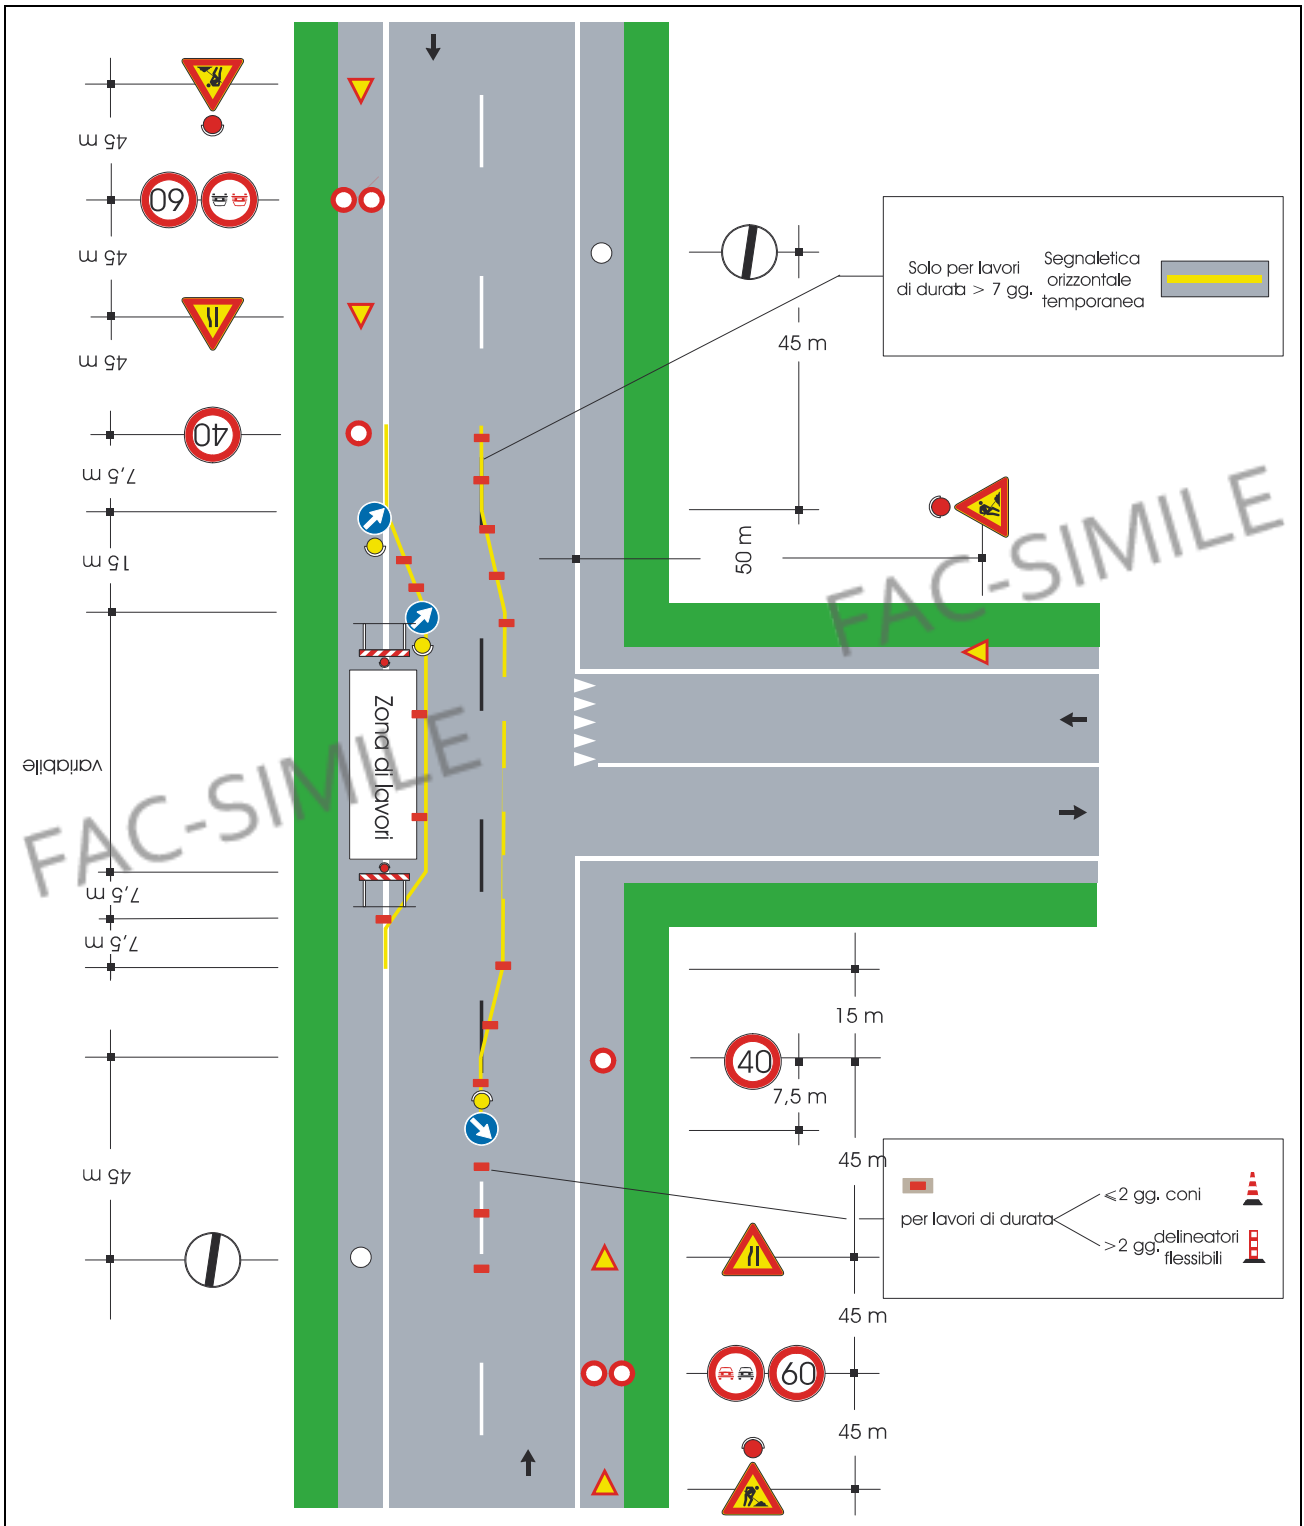 45 m
60
45 m
45 m
40
7,5 m
15 m
variabile
7,5 m
7,5 m
45 m
Zona di lavori
45 m
50 m
Solo per lavori
di durata > 7 gg.
Segnaletica
orizzontale
temporanea
FAC-SIMILE
FAC-SIMILE
15 m
40
7,5 m
45 m
per lavori di durata
⩽2 gg. coni
>2 gg. delineatori
flessibili
45 m
60
45 m